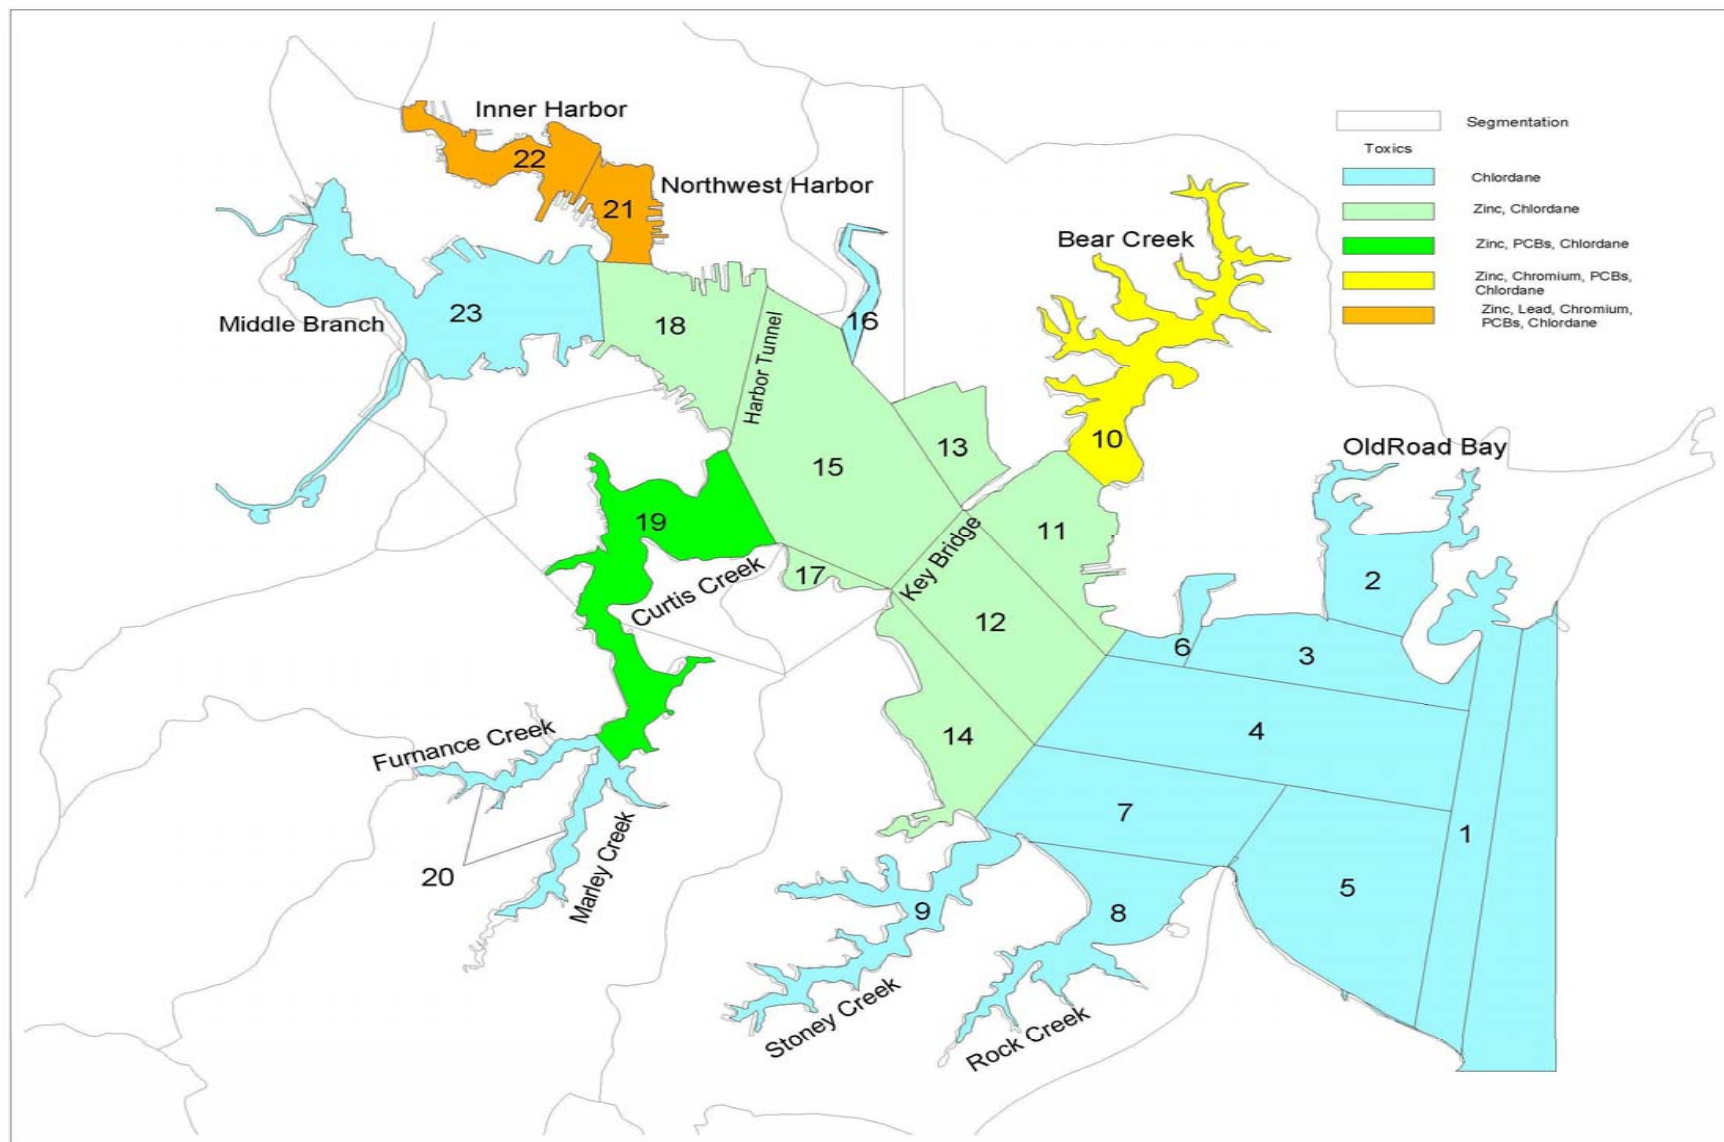 Inner Harbor
22
Northwest Harbor
21
Segmentation
Toxics
Chlordane
Zinc, Chlordane
Zinc, PCBs, Chlordane
Zinc, Chromium, PCBs,
Chlordane
Zinc, Lead, Chromium,
PCBs, Chlordane
Bear Creek
Middle Branch
23
18
Harbor Tunnel
16
15
13
10
OldRoad Bay
19
Curtis Creek
17
Key Bridge
11
12
2
6
3
14
4
Furnance Creek
20
Marley Creek
7
1
5
9
8
Stoney Creek
Rock Creek